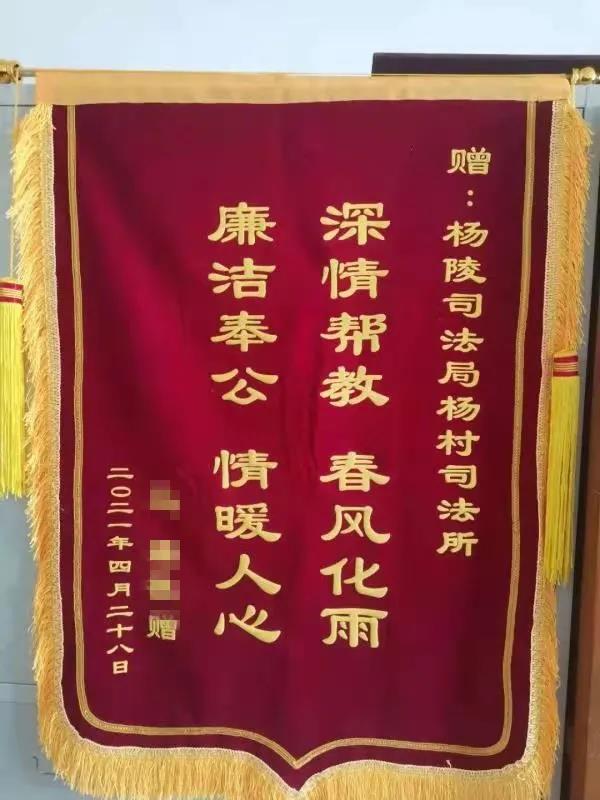 赠：杨陵司法局杨村司法所
深情帮教 春风化雨
廉洁奉公 情暖人心
赠
二〇二一年四月二十八日